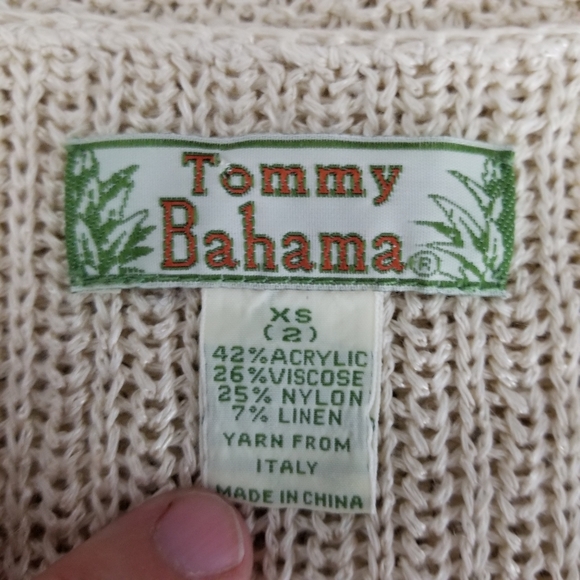 Tommy
Bahama®
XS
(2)
42%ACRYLIC
26%VISCOSE
25% NYLON
7% LINEN
YARN FROM
ITALY
MADE IN CHINA